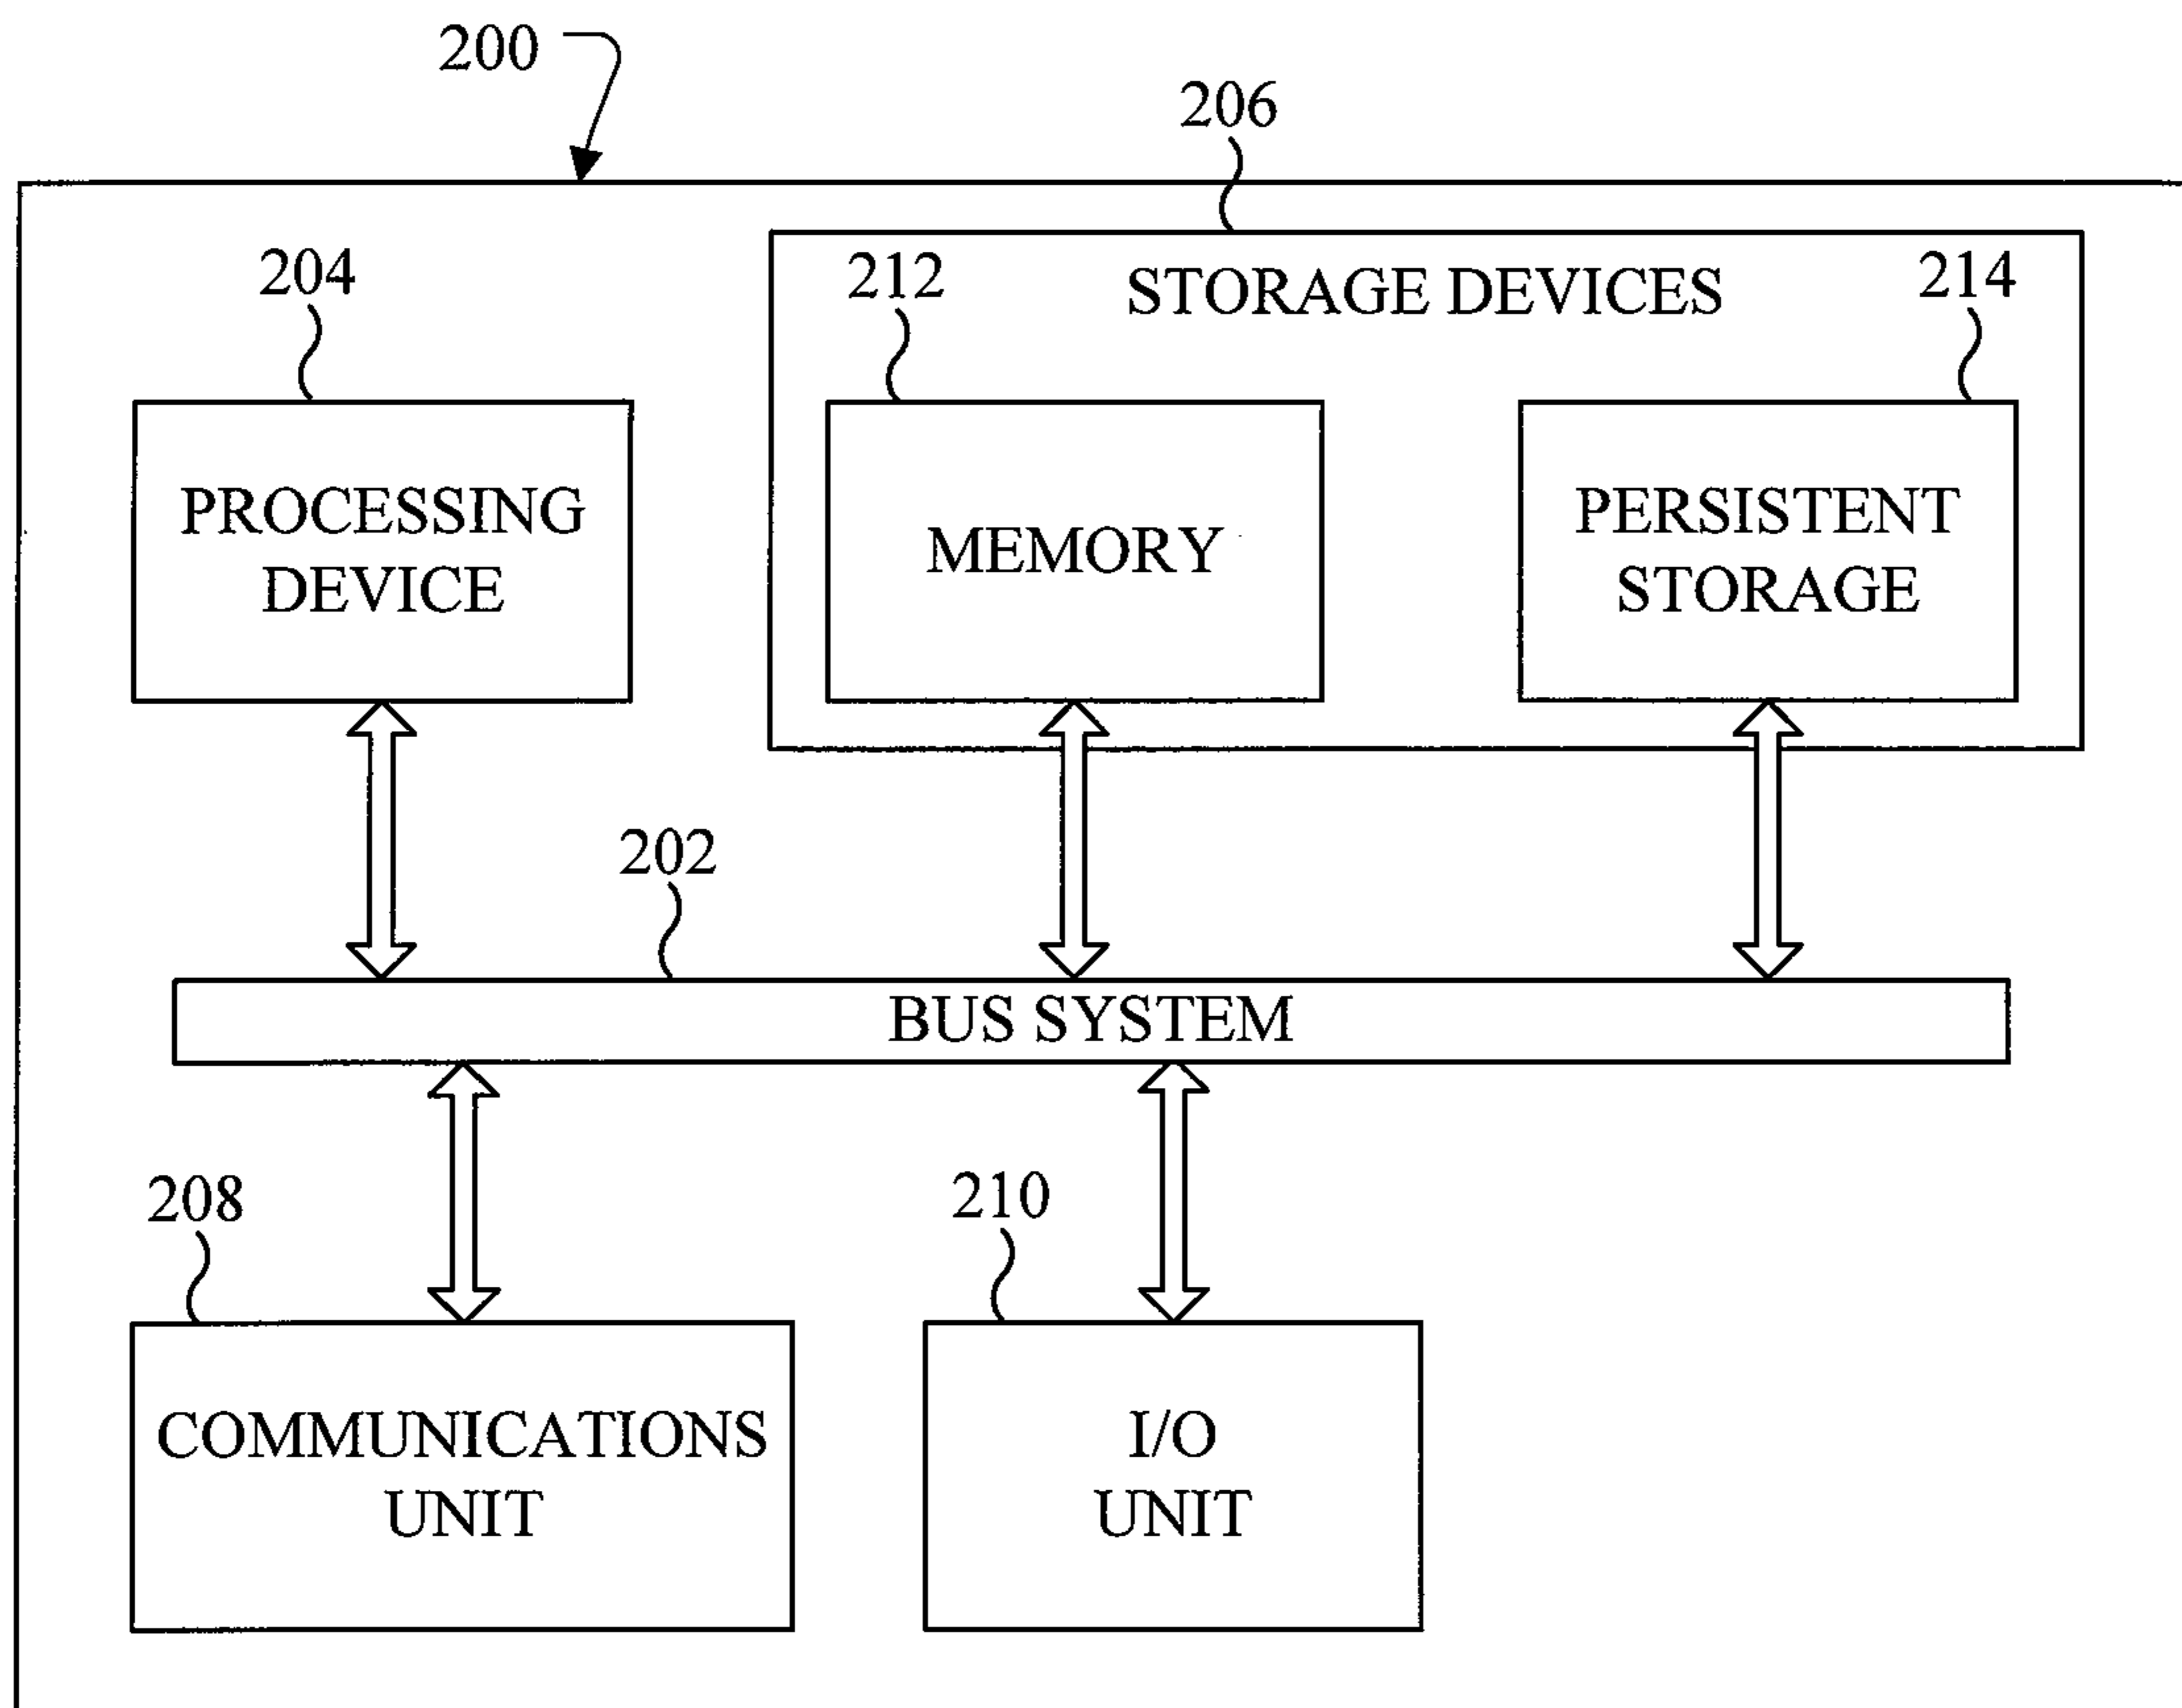 200
206
204
212
STORAGE DEVICES
214
PROCESSING
DEVICE
MEMORY
PERSISTENT
STORAGE
202
BUS SYSTEM
208
210
COMMUNICATIONS
UNIT
I/O
UNIT